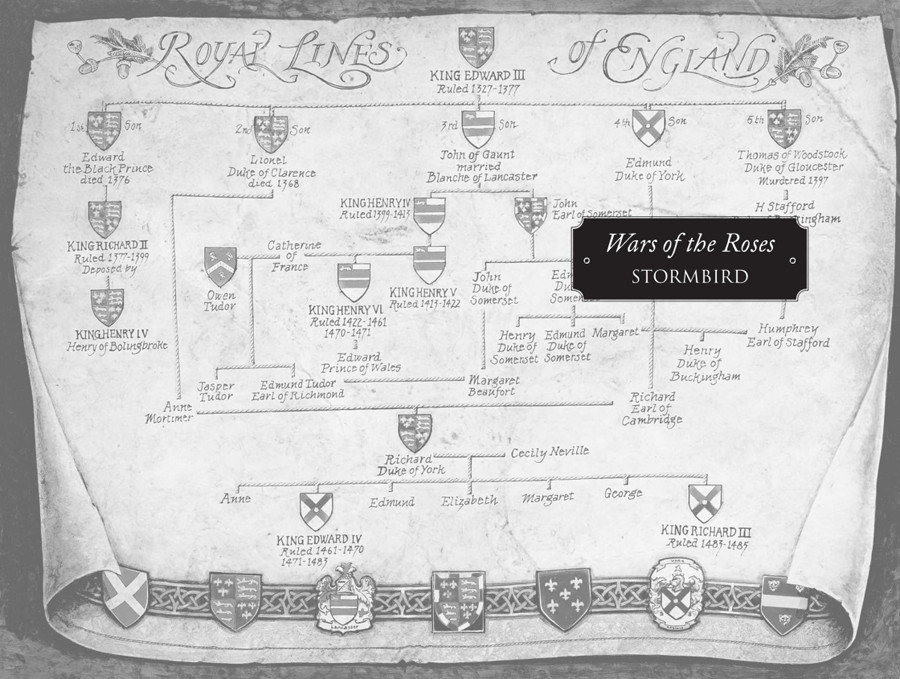 ROYAL LINES of ENGLAND
KING EDWARD III
Ruled 1327-1377
1st Son
2nd Son
3rd Son
4th Son
5th Son
Edward
the Black Prince
died 1376
Lionel
Duke of Clarence
died 1368
John of Gaunt
married
Blanche of Lancaster
Edmund
Duke of York
Thomas of Woodstock
Duke of Gloucester
Murdered 1397
KING HENRY IV
Ruled 1399-1413
John
Earl of Somerset
H Stafford
KING RICHARD II
Ruled 1377-1399
Deposed by
Owen
Tudor
Catherine
of
France
Wars of the Roses
STORMBIRD
KING HENRY VI
Ruled 1422-1461
1470-1471
KING HENRY V
Ruled 1413-1422
John
Duke of
Somerset
KING HENRY IV
Henry of Bolingbroke
Edward
Prince of Wales
Henry
Duke of
Somerset
Edmund
Duke of
Somerset
Margaret
Henry
Duke of
Buckingham
Humphrey
Earl of Stafford
Jasper
Tudor
Edmund Tudor
Earl of Richmond
Margaret
Beaufort
Anne
Mortimer
Richard
Earl of
Cambridge
Richard
Duke of York
Cecily Neville
Anne
Edmund
Elizabeth
Margaret
George
KING EDWARD IV
Ruled 1461-1470
1471-1483
KING RICHARD III
Ruled 1483-1485
Lancaster